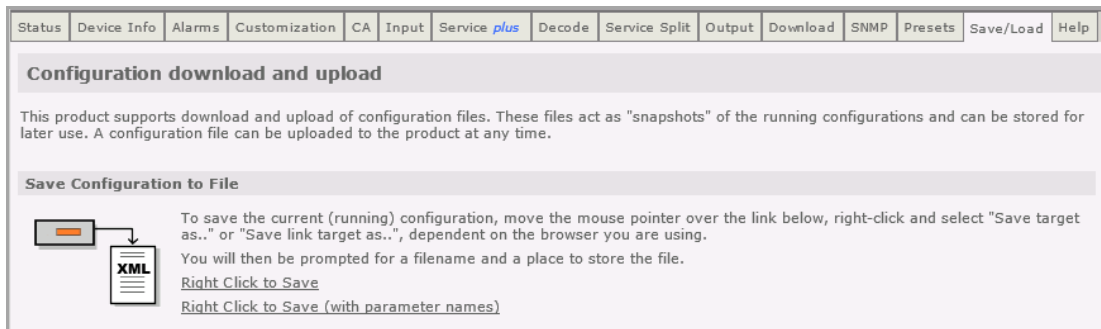 Status Device Info Alarms Customization CA Input Service plus Decode Service Split Output Download SNMP Presets Save/Load Help
Configuration download and upload
This product supports download and upload of configuration files. These files act as "snapshots" of the running configurations and can be stored for
later use. A configuration file can be uploaded to the product at any time.
Save Configuration to File
To save the current (running) configuration, move the mouse pointer over the link below, right-click and select "Save target
as.." or "Save link target as..", dependent on the browser you are using.
You will then be prompted for a filename and a place to store the file.
XML
Right Click to Save
Right Click to Save (with parameter names)